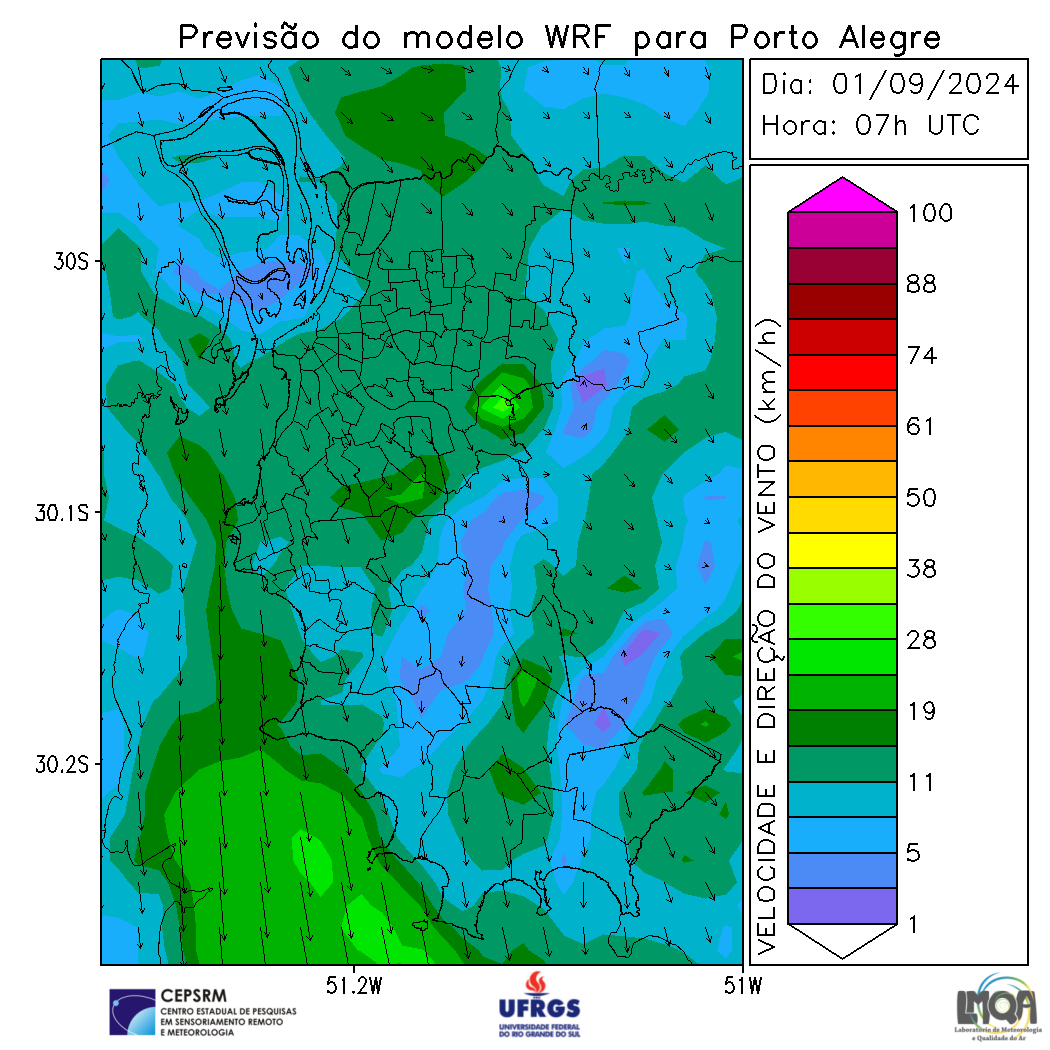 Previsão do modelo WRF para Porto Alegre
Dia: 01/09/2024
Hora: 07h UTC
100
88
74
61
50
38
28
19
11
5
1
VELOCIDADE E DIREÇÃO DO VENTO (km/h)
30S
30.1S
30.2S
51.2W
51W
CEPSRM
CENTRO ESTADUAL DE PESQUISAS
EM SENSORIAMENTO REMOTO
E METEOROLOGIA
UFRGS
UNIVERSIDADE FEDERAL
DO RIO GRANDE DO SUL
LMQA
Laboratório de Meteorologia
e Qualidade do Ar